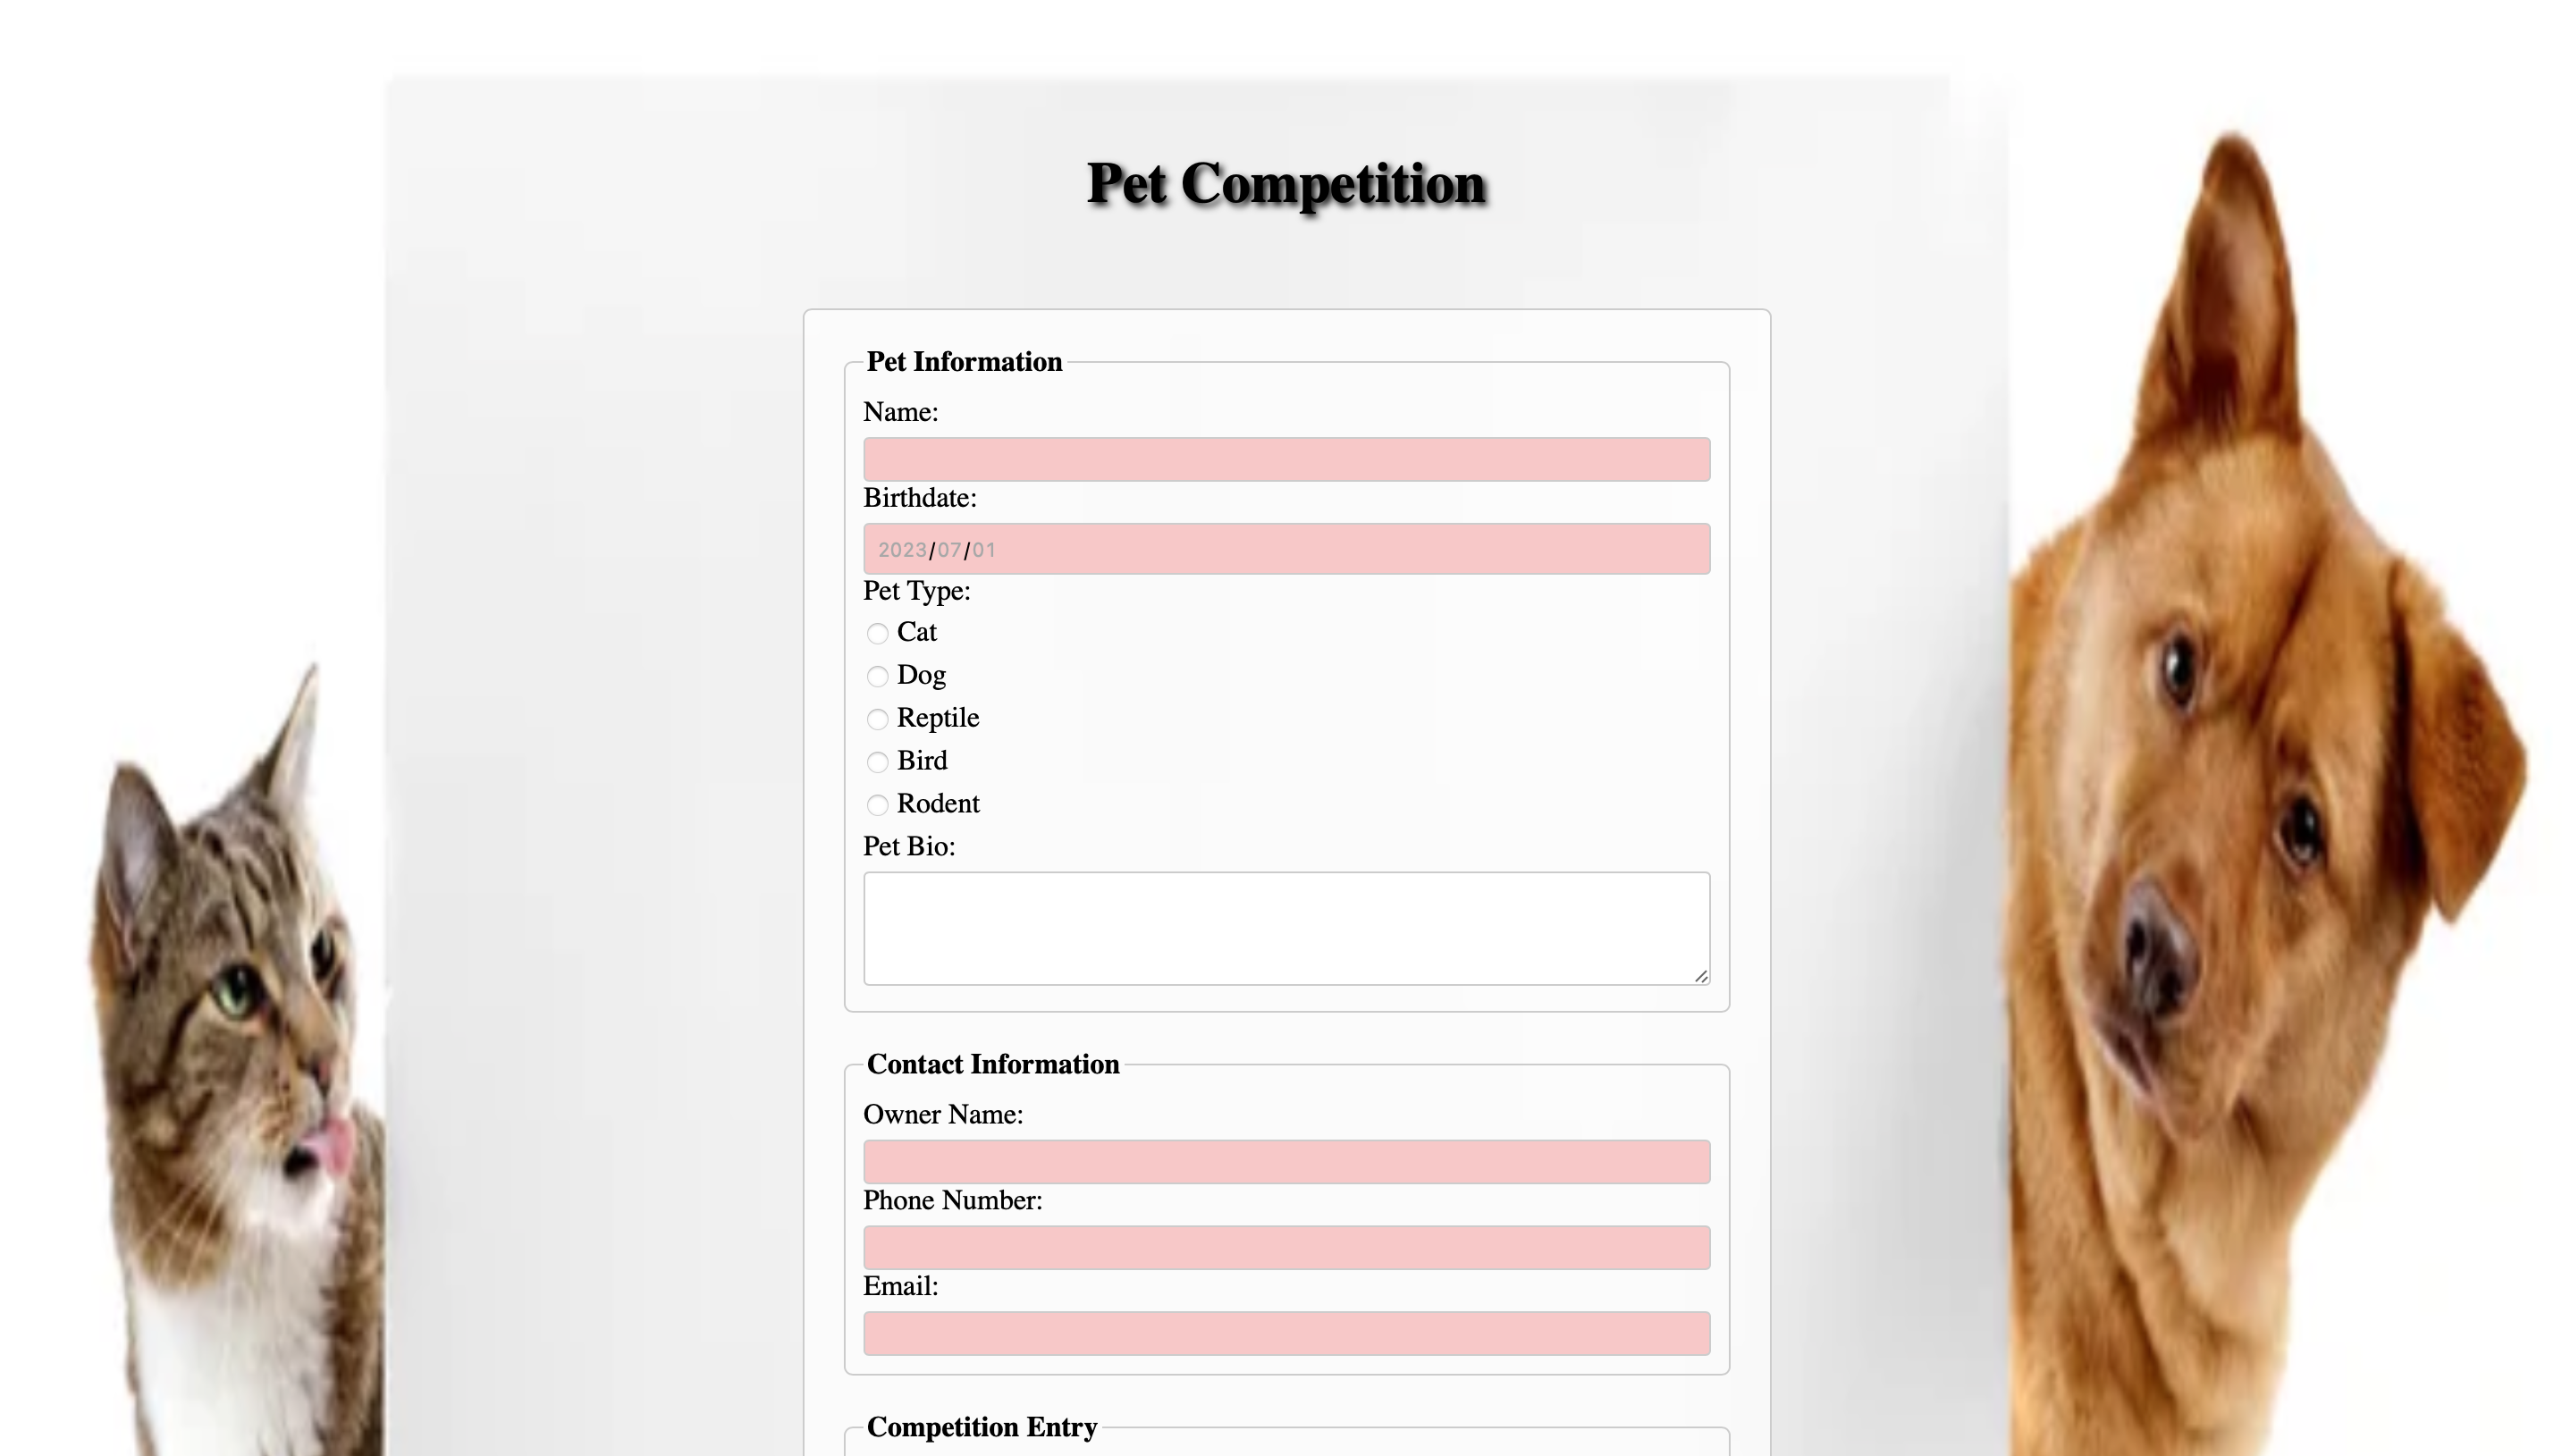 Pet Competition
Pet Information
Name:
Birthdate:
2023/07/01
Pet Type:
Cat
Dog
Reptile
Bird
Rodent
Pet Bio:
Contact Information
Owner Name:
Phone Number:
Email:
Competition Entry